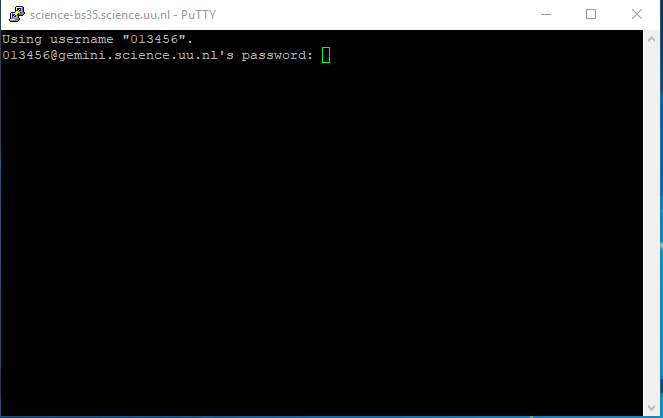 science-bs35.science.uu.nl - PuTTY
Using username "013456".
013456@gemini.science.uu.nl's password: